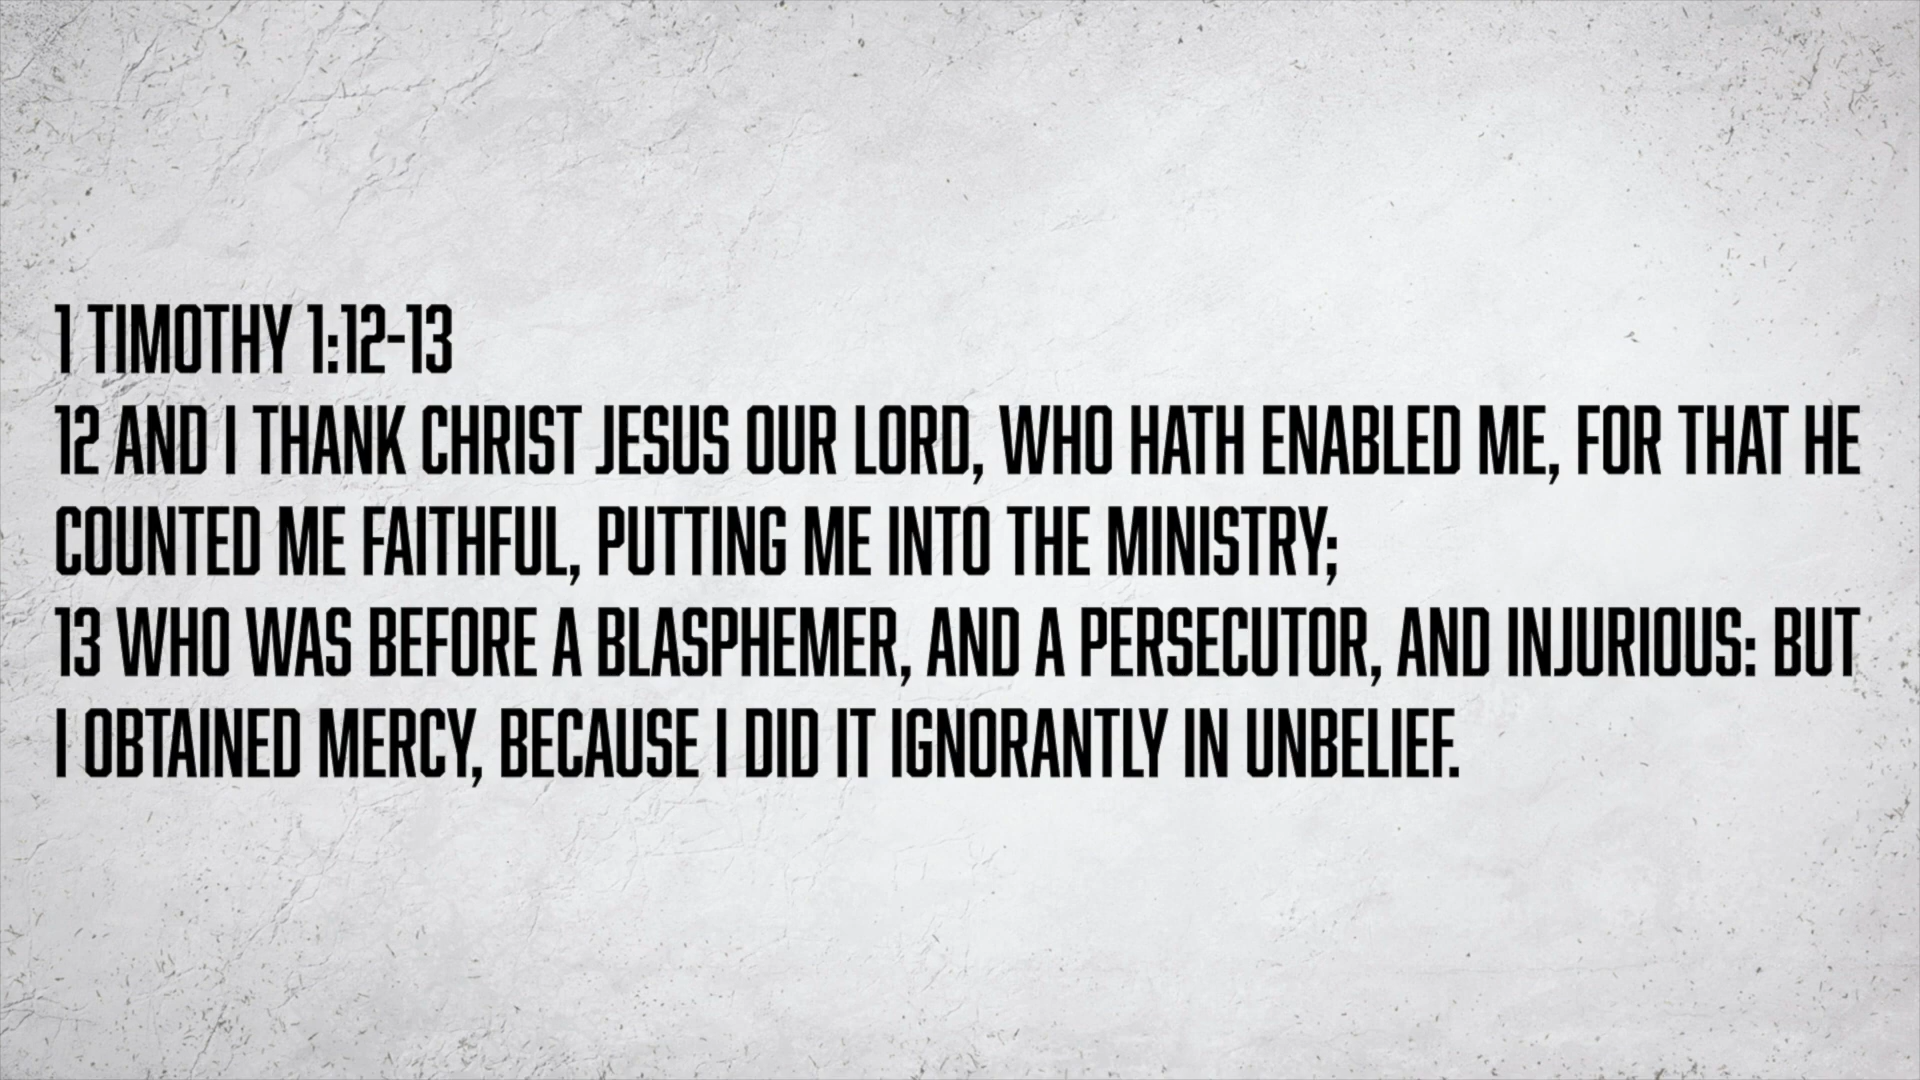 1 TIMOTHY 1:12-13
12 AND I THANK CHRIST JESUS OUR LORD, WHO HATH ENABLED ME, FOR THAT HE
COUNTED ME FAITHFUL, PUTTING ME INTO THE MINISTRY;
13 WHO WAS BEFORE A BLASPHEMER, AND A PERSECUTOR, AND INJURIOUS: BUT
I OBTAINED MERCY, BECAUSE I DID IT IGNORANTLY IN UNBELIEF.